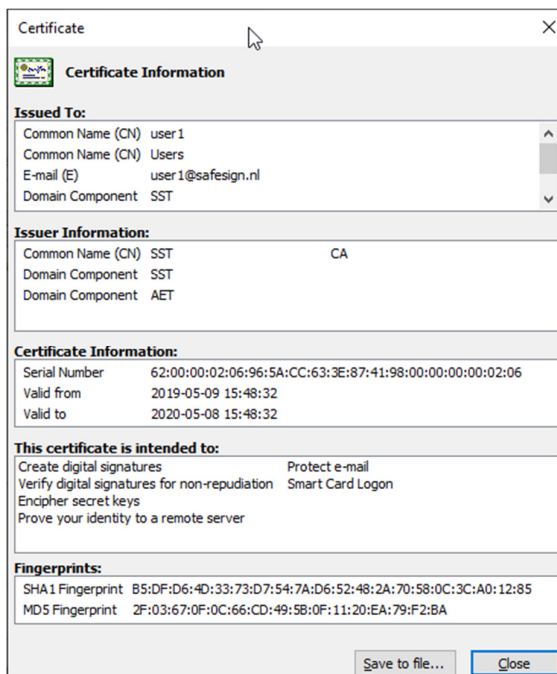 Certificate
Certificate Information
Issued To:
Common Name (CN) user1
Common Name (CN) Users
E-mail (E) user1@safesign.nl
Domain Component SST
Issuer Information:
Common Name (CN) SST CA
Domain Component SST
Domain Component AET
Certificate Information:
Serial Number 62:00:00:02:06:96:5A:CC:63:3E:87:41:98:00:00:00:00:02:06
Valid from 2019-05-09 15:48:32
Valid to 2020-05-08 15:48:32
This certificate is intended to:
Create digital signatures Protect e-mail
Verify digital signatures for non-repudiation Smart Card Logon
Encipher secret keys
Prove your identity to a remote server
Fingerprints:
SHA1 Fingerprint B5:DF:D6:4D:33:73:D7:54:7A:D6:52:48:2A:70:58:0C:3C:A0:12:85
MD5 Fingerprint 2F:03:67:0F:0C:66:CD:49:5B:0F:11:20:EA:79:F2:BA
Save to file... Close